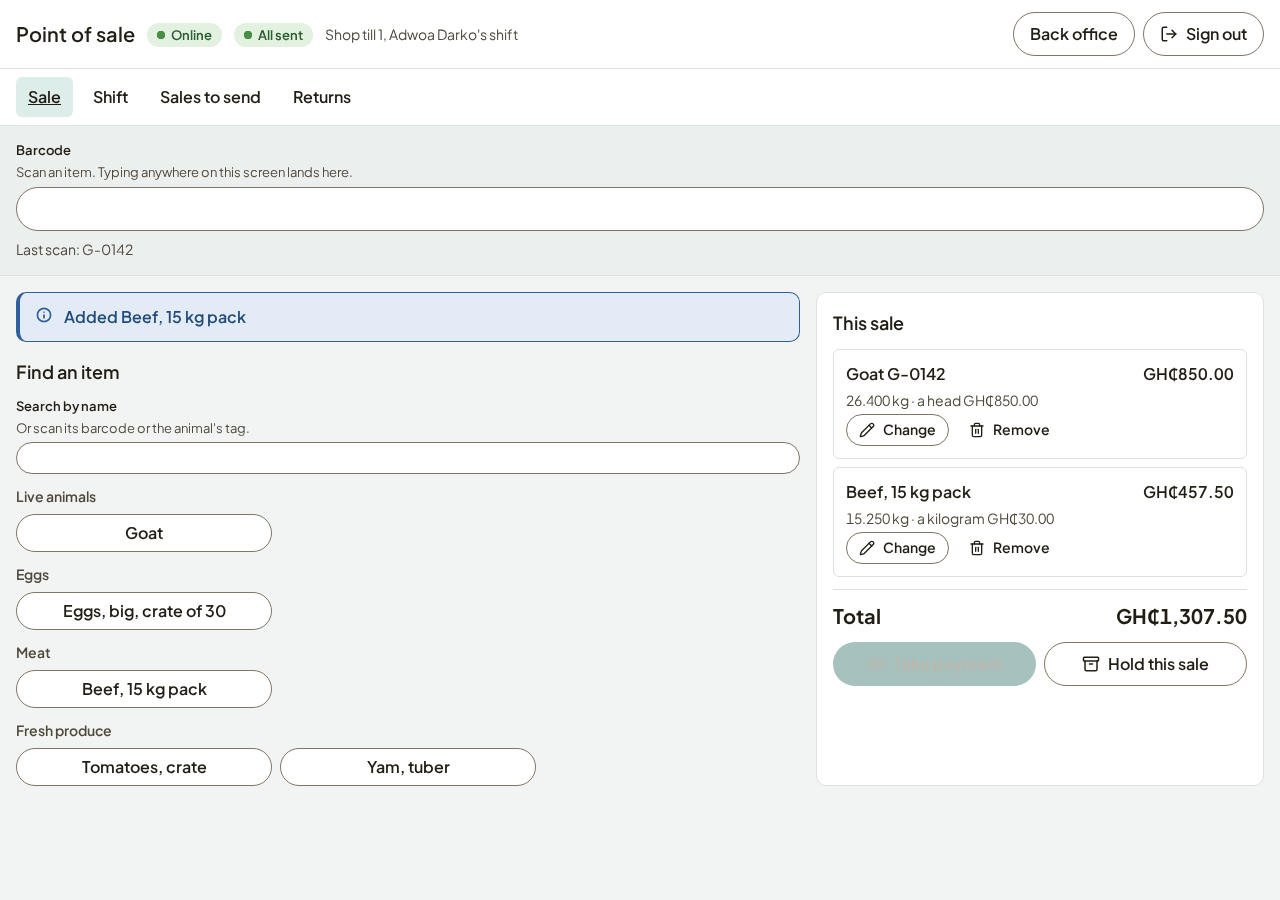 Point of sale
Online
All sent
Shop till 1, Adwoa Darko's shift
Back office
Sign out
Sale
Shift
Sales to send
Returns
Barcode
Scan an item. Typing anywhere on this screen lands here.
Last scan: G-0142
Added Beef, 15 kg pack
Find an item
Search by name
Or scan its barcode or the animal's tag.
Live animals
Goat
Eggs
Eggs, big, crate of 30
Meat
Beef, 15 kg pack
Fresh produce
Tomatoes, crate
Yam, tuber
This sale
Goat G-0142
GH₵850.00
26.400 kg · a head GH₵850.00
Change
Remove
Beef, 15 kg pack
GH₵457.50
15.250 kg · a kilogram GH₵30.00
Change
Remove
Total
GH₵1,307.50
Take payment
Hold this sale